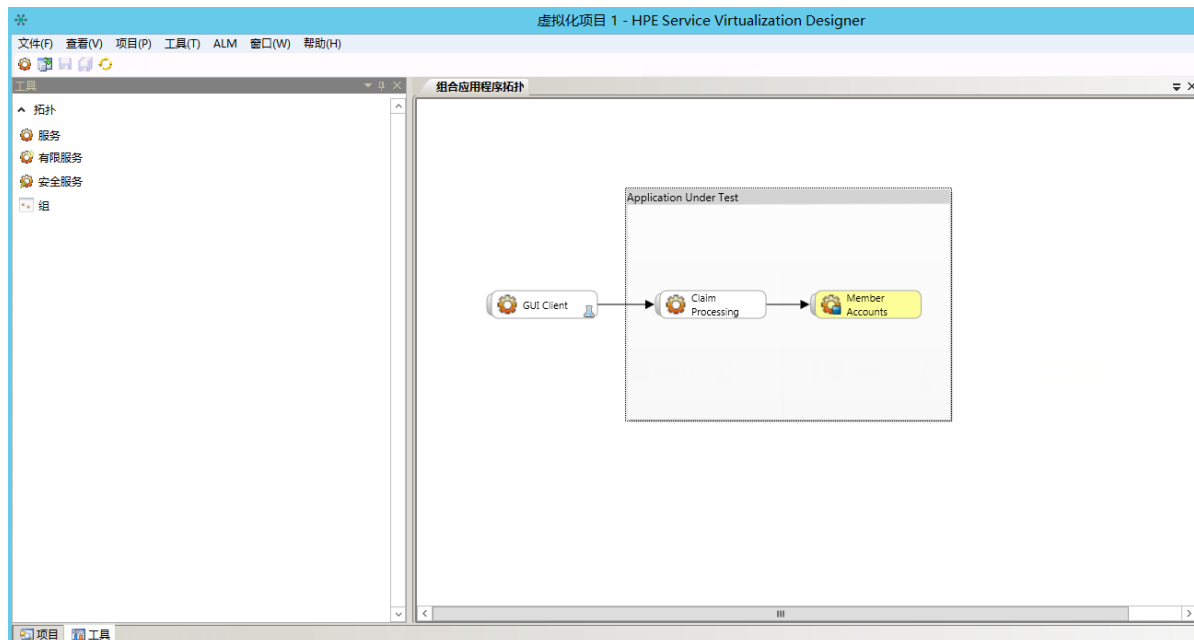 虚拟化项目 1 - HPE Service Virtualization Designer
文件(F) 查看(V) 项目(P) 工具(T) ALM 窗口(W) 帮助(H)
工具
组合应用程序拓扑
拓扑
服务
有限服务
安全服务
组
Application Under Test
GUI Client
Claim
Processing
Member
Accounts
项目 工具